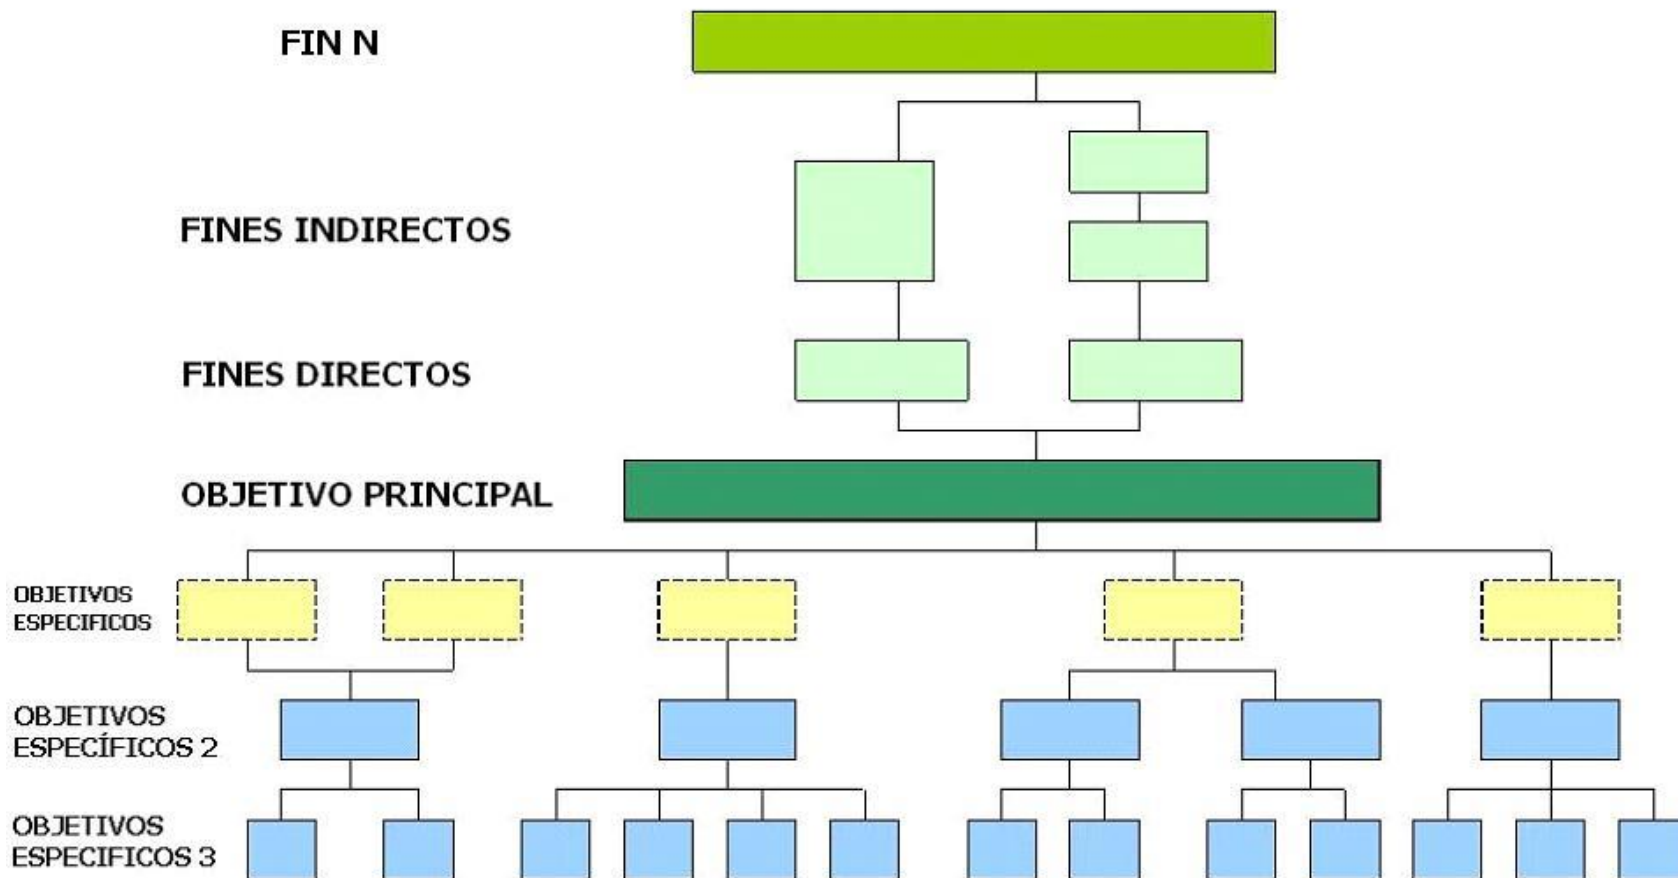 FIN N
FINES INDIRECTOS
FINES DIRECTOS
OBJETIVO PRINCIPAL
OBJETIVOS
ESPECIFICOS
OBJETIVOS
ESPECÍFICOS 2
OBJETIVOS
ESPECIFICOS 3